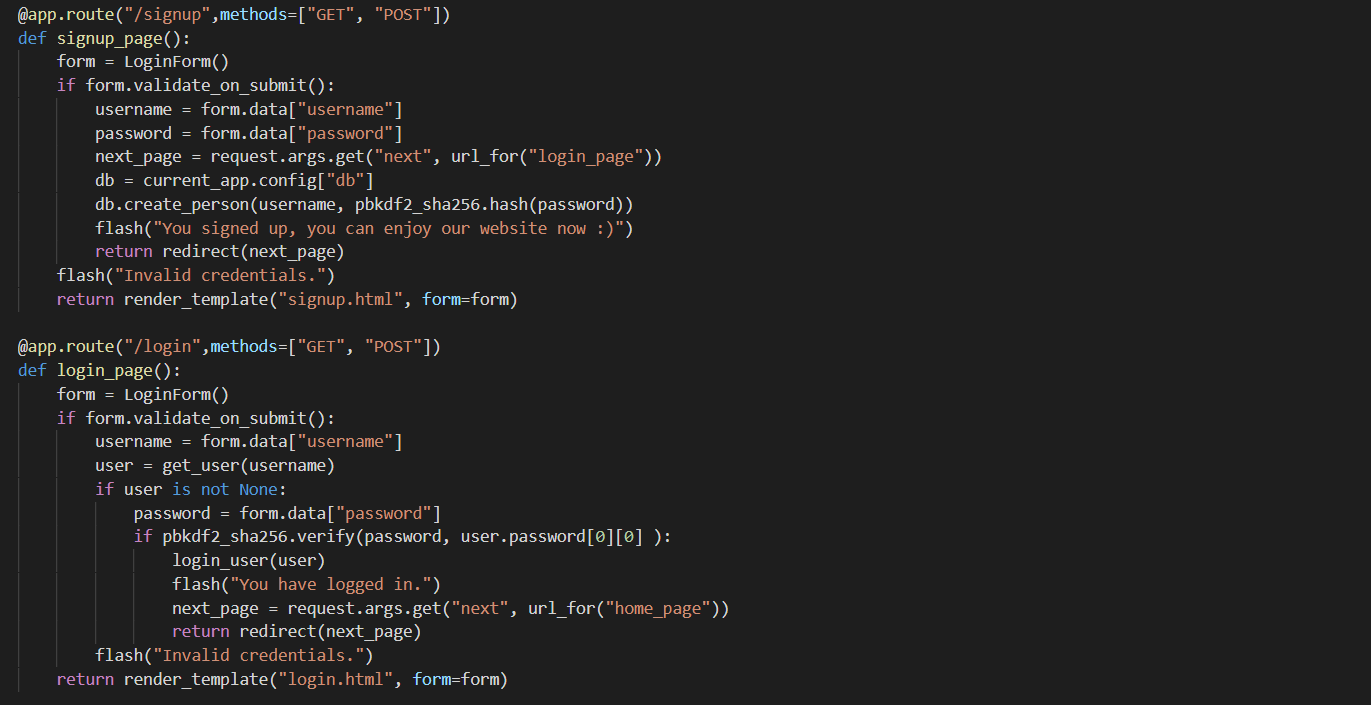 @app.route("/signup",methods=["GET", "POST"])
def signup_page():
    form = LoginForm()
    if form.validate_on_submit():
        username = form.data["username"]
        password = form.data["password"]
        next_page = request.args.get("next", url_for("login_page"))
        db = current_app.config["db"]
        db.create_person(username, pbkdf2_sha256.hash(password))
        flash("You signed up, you can enjoy our website now :)")
        return redirect(next_page)
    flash("Invalid credentials.")
    return render_template("signup.html", form=form)

@app.route("/login",methods=["GET", "POST"])
def login_page():
    form = LoginForm()
    if form.validate_on_submit():
        username = form.data["username"]
        user = get_user(username)
        if user is not None:
            password = form.data["password"]
            if pbkdf2_sha256.verify(password, user.password[0][0] ):
                login_user(user)
                flash("You have logged in.")
                next_page = request.args.get("next", url_for("home_page"))
                return redirect(next_page)
        flash("Invalid credentials.")
    return render_template("login.html", form=form)